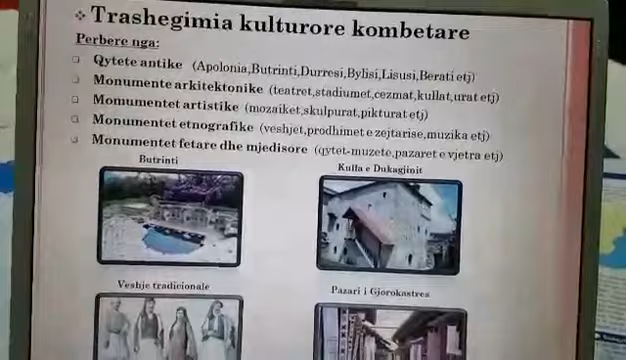 ❖ Trashegimia kulturore kombetare
Perbere nga:
❑ Qytete antike (Apolonia,Butrinti,Durresi,Bylisi,Lisusi,Berati etj)
❑ Monumente arkitektonike (teatret,stadiumet,cezmat,kullat,urat etj)
❑ Momumentet artistike (mozaiket,skulpurat,pikturat etj)
❑ Monumentet etnografike (veshjet,prodhimet e zejtarise,muzika etj)
❑ Monumentet fetare dhe mjedisore (qytet-muzete,pazaret e vjetra etj)
Butrinti
Kulla e Dukagjinit
Veshje tradicionale
Pazari i Gjorokastres